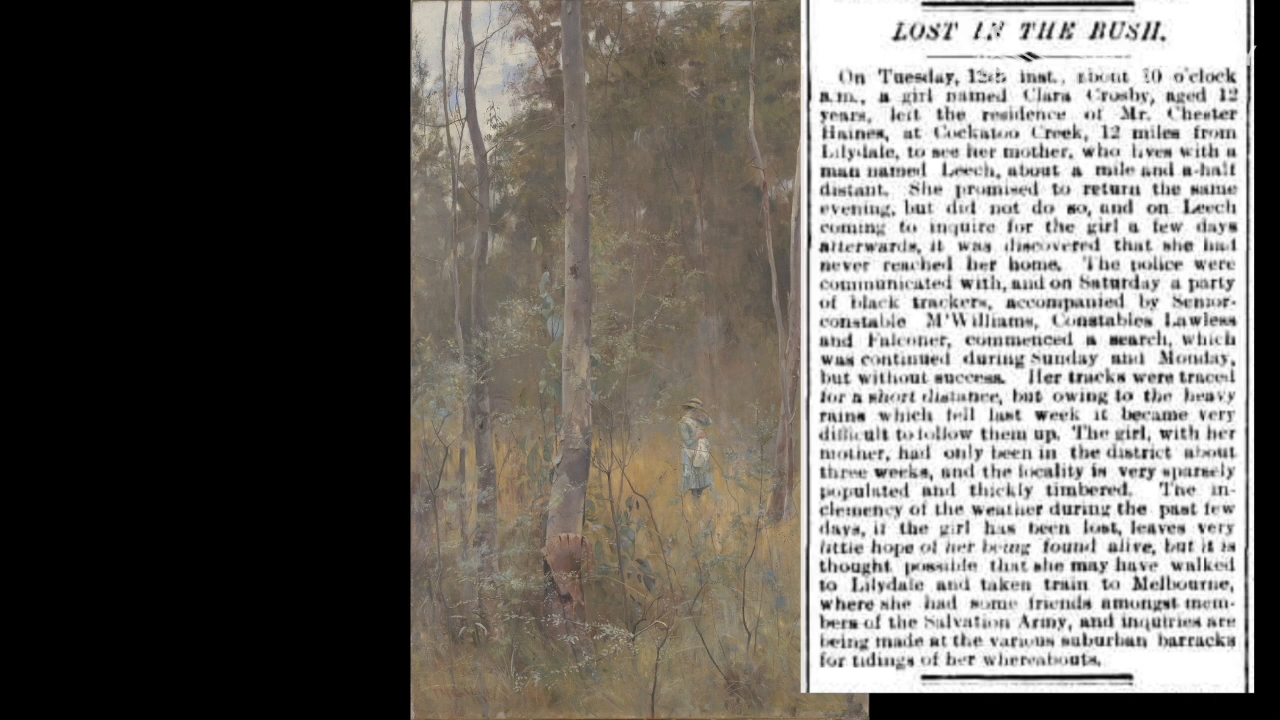 LOST IN THE BUSH.
On Tuesday, 12th inst., about 10 o'clock
a.m., a girl named Clara Crosby, aged 12
years, left the residence of Mr. Chester
Haines, at Cockatoo Creek, 12 miles from
Lilydale, to see her mother, who lives with a
man named Leech, about a mile and a-half
distant. She promised to return the same
evening, but did not do so, and on Leech
coming to inquire for the girl a few days
afterwards, it was discovered that she had
never reached her home. The police were
communicated with, and on Saturday a party
of black trackers, accompanied by Senior-
constable M'Williams, Constables Lawless
and Falconer, commenced a search, which
was continued during Sunday and Monday,
but without success. Her tracks were traced
for a short distance, but owing to the heavy
rains which fell last week it became very
difficult to follow them up. The girl, with her
mother, had only been in the district about
three weeks, and the locality is very sparsely
populated and thickly timbered. The in-
clemency of the weather during the past few
days, if the girl has been lost, leaves very
little hope of her being found alive, but it is
thought possible that she may have walked
to Lilydale and taken train to Melbourne,
where she had some friends amongst mem-
bers of the Salvation Army, and inquiries are
being made at the various suburban barracks
for tidings of her whereabouts.